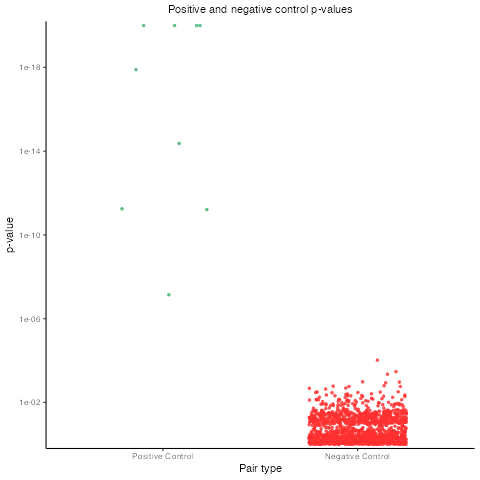 Positive and negative control p-values
1e-18
1e-14
1e-10
1e-06
1e-02
p-value
Positive Control
Negative Control
Pair type